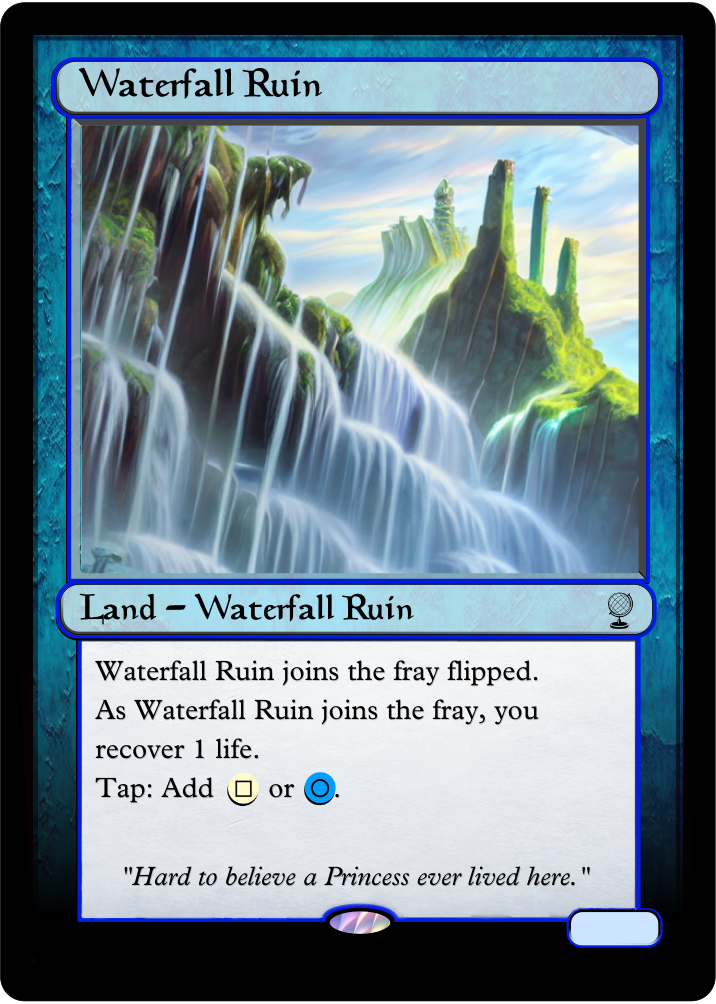 Waterfall Ruin
Land – Waterfall Ruin
Waterfall Ruin joins the fray flipped.
As Waterfall Ruin joins the fray, you
recover 1 life.
Tap: Add or .
"Hard to believe a Princess ever lived here."